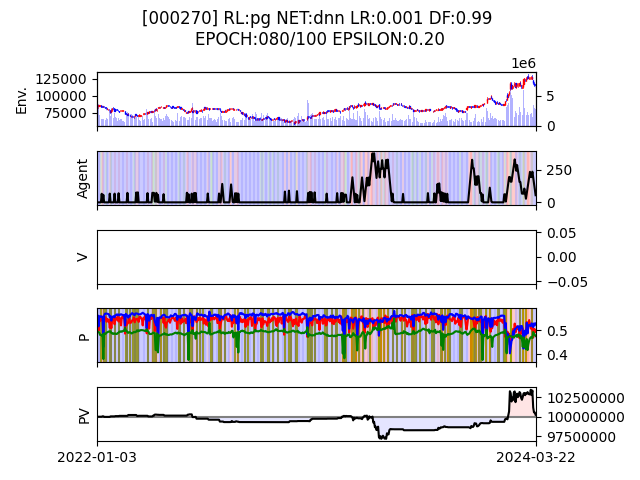 [000270] RL:pg NET:dnn LR:0.001 DF:0.99
EPOCH:080/100 EPSILON:0.20
1e6
Env.
125000
100000
75000
5
0
Agent
250
0
V
0.05
0.00
−0.05
P
0.5
0.4
PV
102500000
100000000
97500000
2022-01-03
2024-03-22